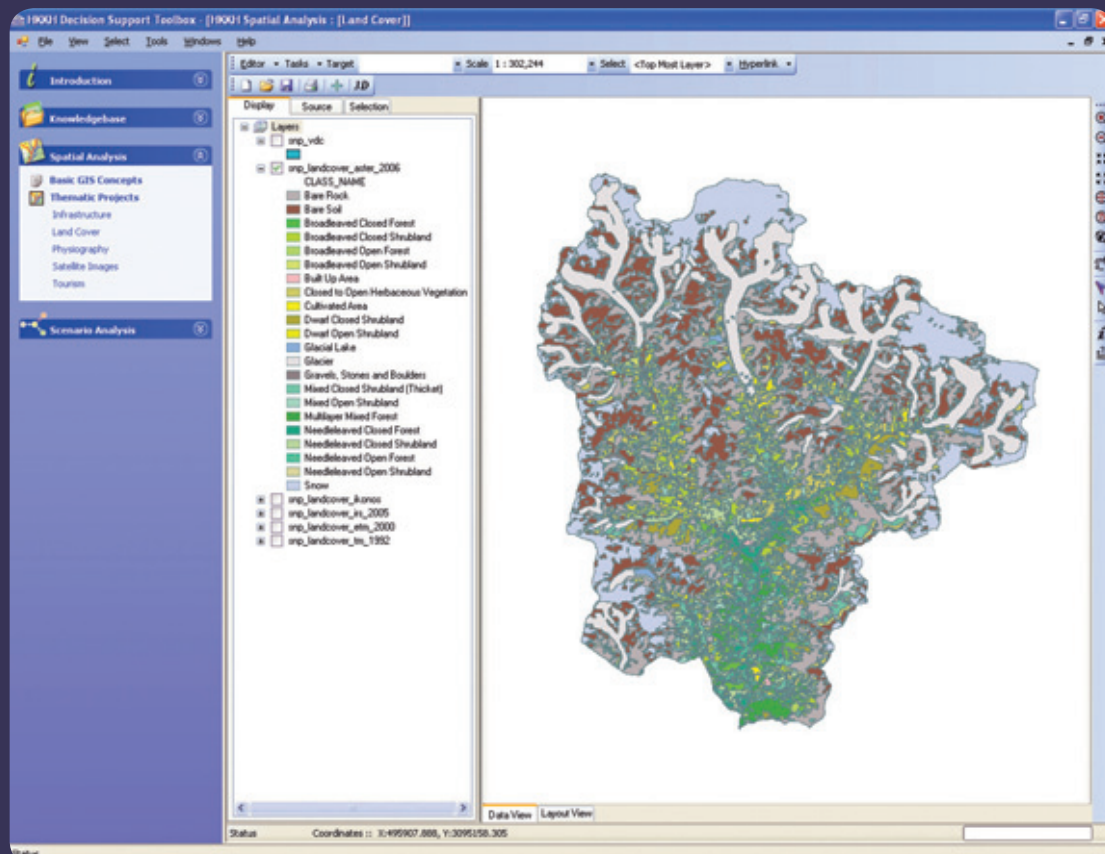 HKKH Decision Support Toolbox - [HKKH Spatial Analysis : [Land Cover]]
File View Select Tools Windows Help
Introduction
Knowledgebase
Spatial Analysis
Basic GIS Concepts
Thematic Projects
Infrastructure
Land Cover
Physiography
Satellite Images
Tourism
Scenario Analysis
Editor Tasks Target Scale 1 : 302,244 Select <Top Most Layer> Hyperlink
3D
Display Source Selection
Layers
snp_vdc
snp_landcover_aster_2006
CLASS_NAME
Bare Rock
Bare Soil
Broadleaved Closed Forest
Broadleaved Closed Shrubland
Broadleaved Open Forest
Broadleaved Open Shrubland
Built Up Area
Closed to Open Herbaceous Vegetation
Cultivated Area
Dwarf Closed Shrubland
Dwarf Open Shrubland
Glacial Lake
Glacier
Gravels, Stones and Boulders
Mixed Closed Shrubland (Thicket)
Mixed Open Shrubland
Multilayer Mixed Forest
Needleleaved Closed Forest
Needleleaved Closed Shrubland
Needleleaved Open Forest
Needleleaved Open Shrubland
Snow
snp_landcover_ikonos
snp_landcover_irs_2005
snp_landcover_etm_2000
snp_landcover_tm_1992
Data View Layout View
Status Coordinates :: X:495907.888, Y:3095158.305
Status